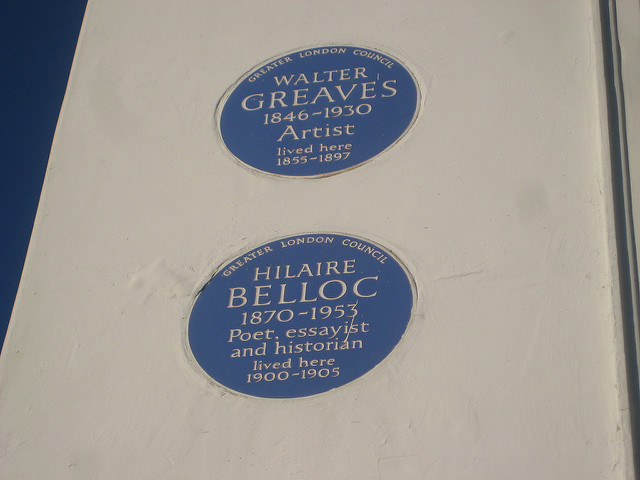 GREATER LONDON COUNCIL
WALTER
GREAVES
1846-1930
Artist
lived here
1855-1897
GREATER LONDON COUNCIL
HILAIRE
BELLOC
1870-1953
Poet, essayist
and historian
lived here
1900-1905